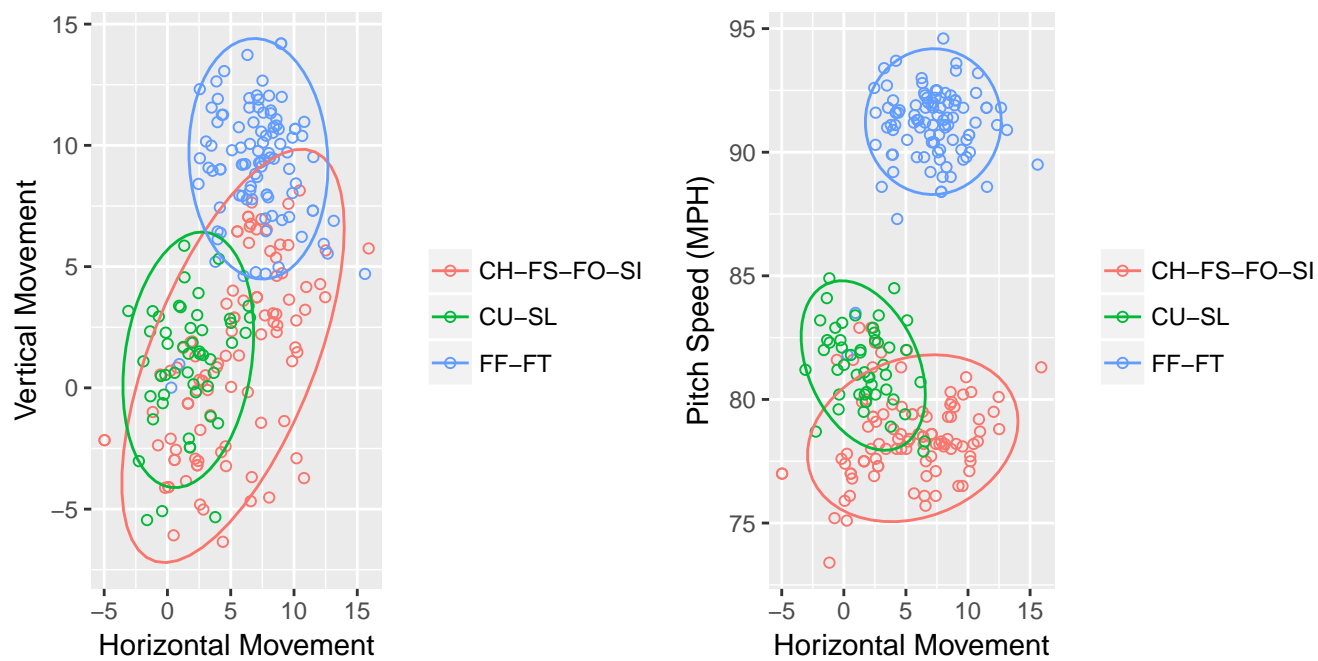 Vertical Movement
15
10
5
0
−5
−5 0 5 10 15
Horizontal Movement
CH−FS−FO−SI
CU−SL
FF−FT
Pitch Speed (MPH)
95
90
85
80
75
−5 0 5 10 15
Horizontal Movement
CH−FS−FO−SI
CU−SL
FF−FT